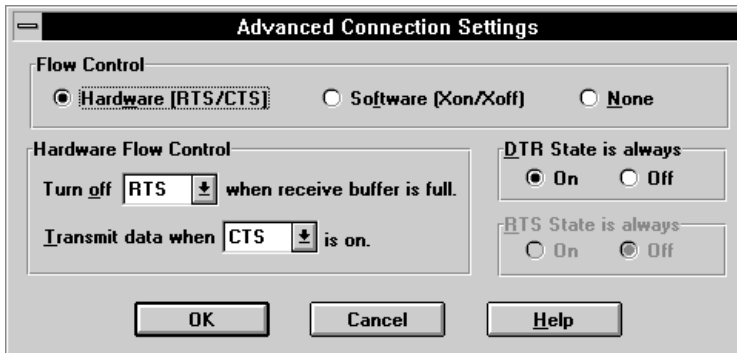 Advanced Connection Settings
Flow Control
Hardware (RTS/CTS)
Software (Xon/Xoff)
None
Hardware Flow Control
Turn off RTS when receive buffer is full.
Transmit data when CTS is on.
DTR State is always
On
Off
RTS State is always
On
Off
OK
Cancel
Help